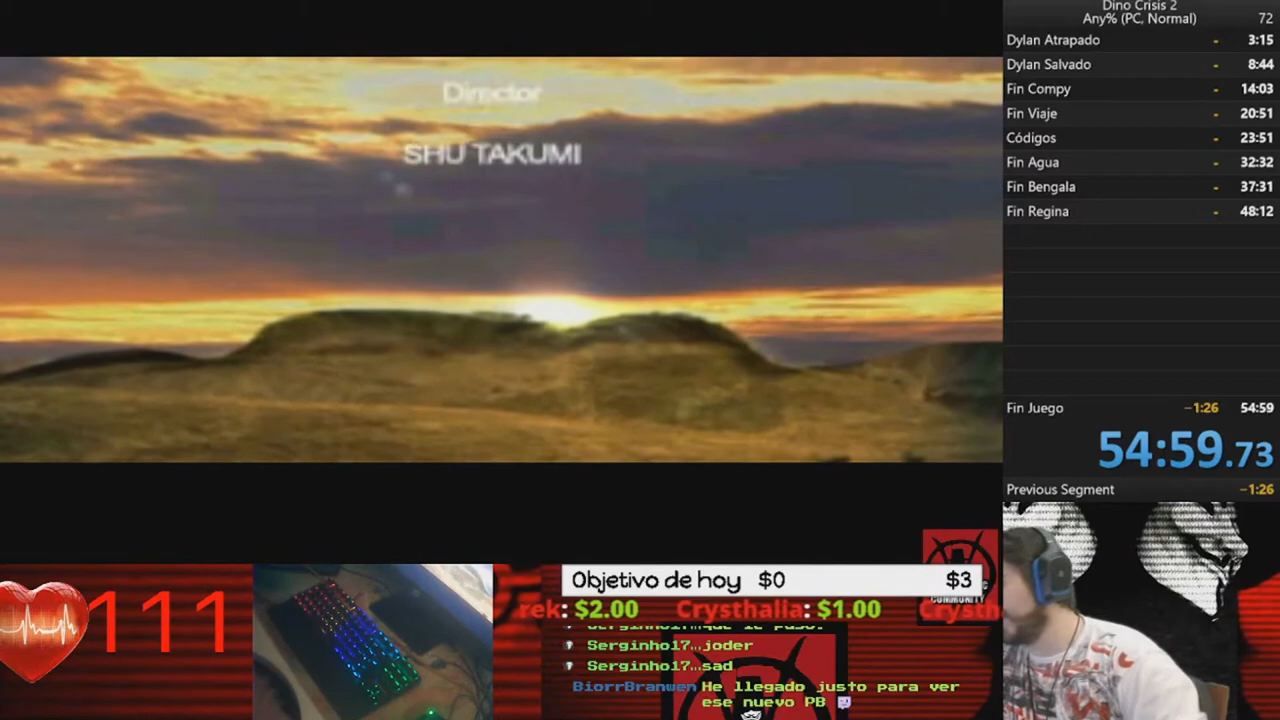 Director
SHU TAKUMI
Dino Crisis 2
Any% (PC, Normal) 72
Dylan Atrapado - 3:15
Dylan Salvado - 8:44
Fin Compy - 14:03
Fin Viaje - 20:51
Códigos - 23:51
Fin Agua - 32:32
Fin Bengala - 37:31
Fin Regina - 48:12
Fin Juego −1:26 54:59
54:59.73
Previous Segment −1:26
111
Objetivo de hoy $0 $3
COMMUNITY
rek: $2.00 Crysthalia: $1.00 Crysth
Serginho17…joder
Serginho17…sad
BiorrBranwen He llegado justo para ver
ese nuevo PB